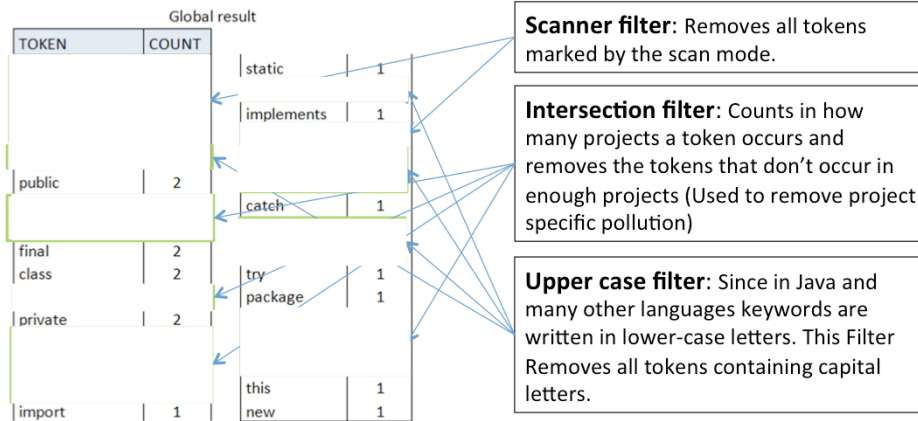 Global result
TOKEN COUNT
public 2
final 2
class 2
private 2
import 1
static 1
implements 1
catch 1
try 1
package 1
this 1
new 1
Scanner filter: Removes all tokens
marked by the scan mode.
Intersection filter: Counts in how
many projects a token occurs and
removes the tokens that don’t occur in
enough projects (Used to remove project
specific pollution)
Upper case filter: Since in Java and
many other languages keywords are
written in lower-case letters. This Filter
Removes all tokens containing capital
letters.